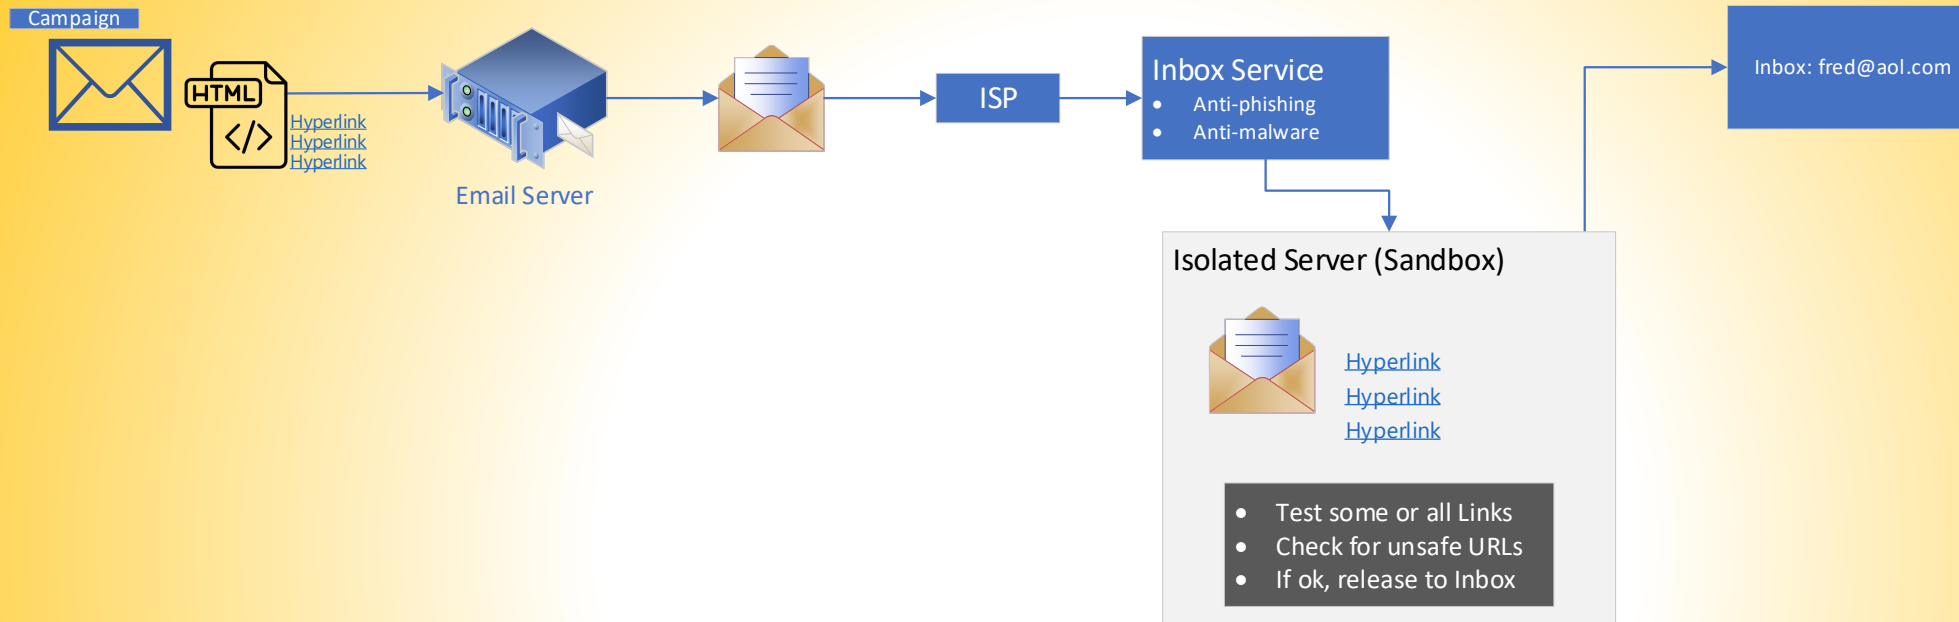 Campaign
HTML
</>
Hyperlink
Hyperlink
Hyperlink
Email Server
ISP
Inbox Service
• Anti-phishing
• Anti-malware
Inbox: fred@aol.com
Isolated Server (Sandbox)
Hyperlink
Hyperlink
Hyperlink
• Test some or all Links
• Check for unsafe URLs
• If ok, release to Inbox